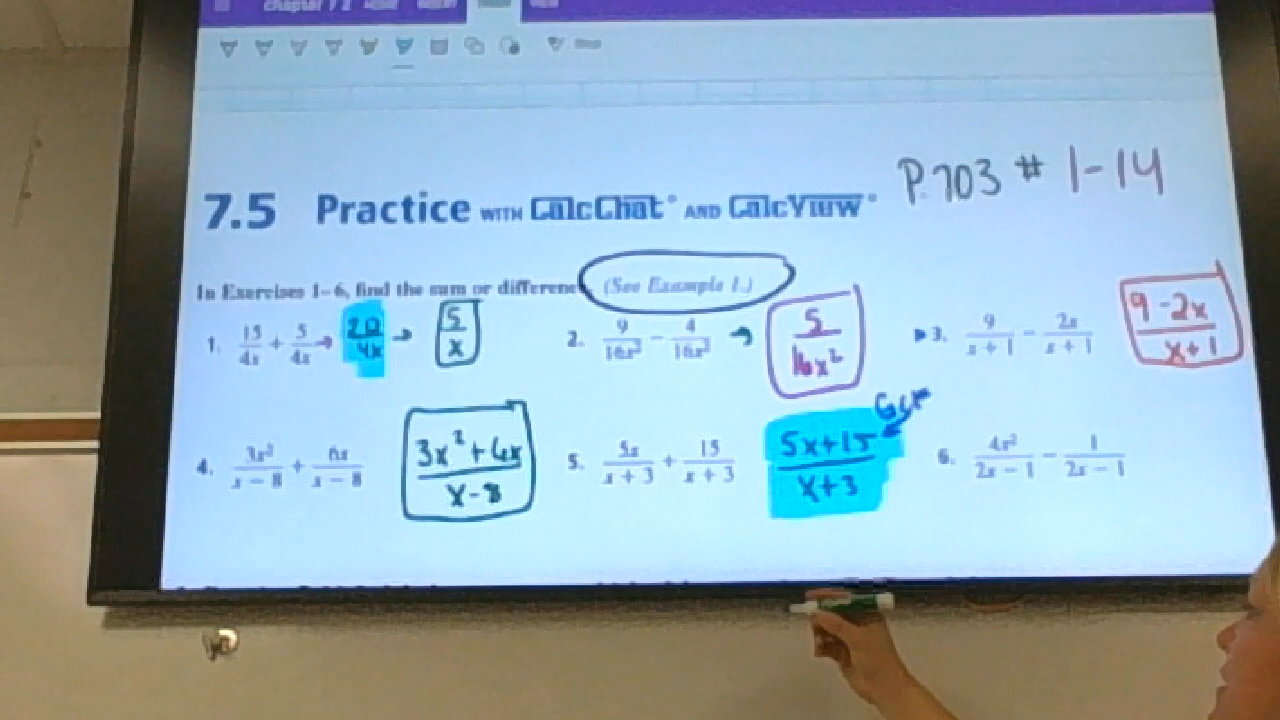 Chapter 7.5
7.5 Practice WITH CalcChat® AND CalcView® P. 703 # 1-14
In Exercises 1–6, find the sum or difference. (See Example 1.)
1. 15/4x + 5/4x → 20/4x → 5/x 2. 9/16x² − 4/16x² → 5/16x² 3. 9/x + 1 − 2x/x + 1 9 - 2x/x + 1
4. 3x²/x − 8 + 6x/x − 8 3x² + 6x/x - 8 5. 5x/x + 3 + 15/x + 3 5x + 15/x + 3 6. 4x²/2x − 1 − 1/2x − 1